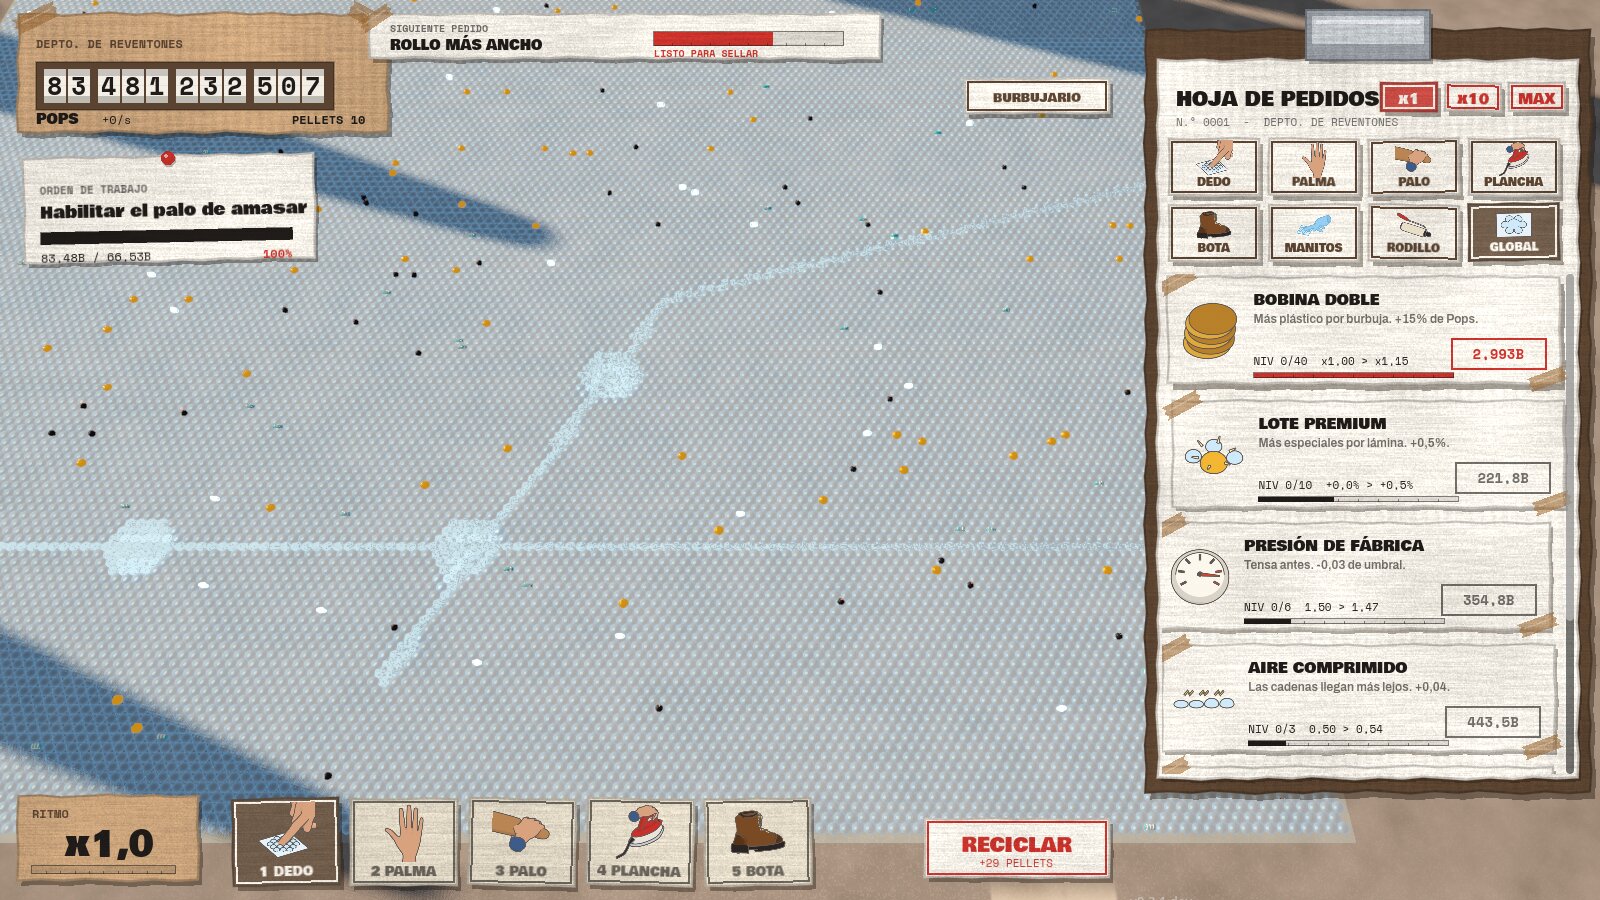 DEPTO. DE REVENTONES
83 481 232 507
POPS +0/s PELLETS 10
SIGUIENTE PEDIDO
ROLLO MÁS ANCHO
LISTO PARA SELLAR
BURBUJARIO
ORDEN DE TRABAJO
Habilitar el palo de amasar
83,48B / 66,53B 100%
HOJA DE PEDIDOS x1 x10 MAX
N.° 0001 - DEPTO. DE REVENTONES
DEDO PALMA PALO PLANCHA
BOTA MANITOS RODILLO GLOBAL
BOBINA DOBLE
Más plástico por burbuja. +15% de Pops.
NIV 0/40 x1,00 > x1,15
2,993B
LOTE PREMIUM
Más especiales por lámina. +0,5%.
NIV 0/10 +0,0% > +0,5%
221,8B
PRESIÓN DE FÁBRICA
Tensa antes. -0,03 de umbral.
NIV 0/6 1,50 > 1,47
354,8B
AIRE COMPRIMIDO
Las cadenas llegan más lejos. +0,04.
NIV 0/3 0,50 > 0,54
443,5B
RITMO
x1,0
1 DEDO 2 PALMA 3 PALO 4 PLANCHA 5 BOTA
RECICLAR
+29 PELLETS